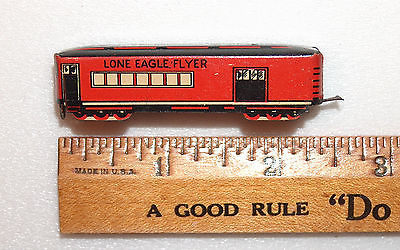 LONE EAGLE FLYER
1 2 3
MADE IN U.S.A.
A GOOD RULE "Do